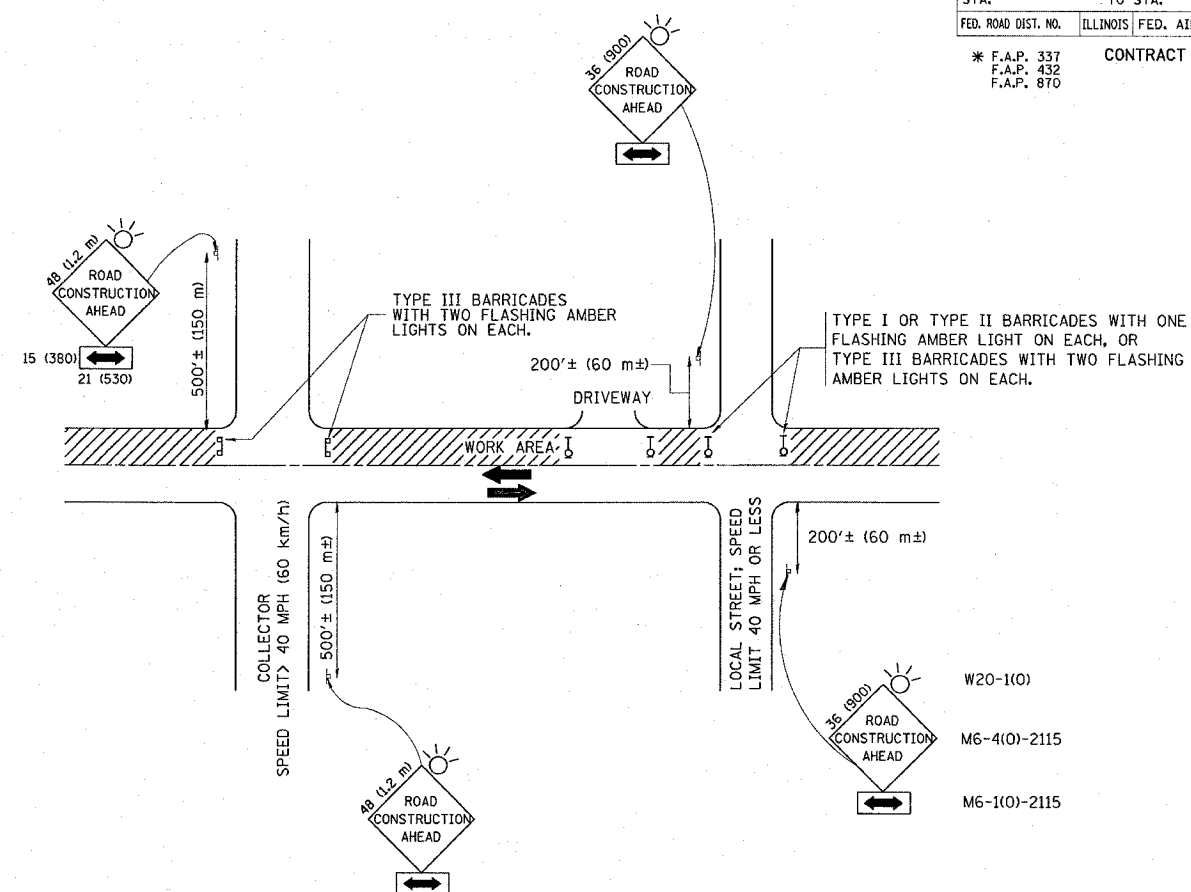 STA. TO STA.
FED. ROAD DIST. NO. ILLINOIS FED. AI
* F.A.P. 337
F.A.P. 432
F.A.P. 870
CONTRACT
36 (900)
ROAD
CONSTRUCTION
AHEAD
48 (1.2 m)
ROAD
CONSTRUCTION
AHEAD
15 (380)
21 (530)
500'± (150 m)
TYPE III BARRICADES
WITH TWO FLASHING AMBER
LIGHTS ON EACH.
200'± (60 m±)
DRIVEWAY
TYPE I OR TYPE II BARRICADES WITH ONE
FLASHING AMBER LIGHT ON EACH, OR
TYPE III BARRICADES WITH TWO FLASHING
AMBER LIGHTS ON EACH.
WORK AREA
COLLECTOR
SPEED LIMIT> 40 MPH (60 km/h)
500'± (150 m±)
LOCAL STREET; SPEED
LIMIT 40 MPH OR LESS
200'± (60 m±)
36 (900)
ROAD
CONSTRUCTION
AHEAD
W20-1(O)
M6-4(O)-2115
M6-1(O)-2115
48 (1.2 m)
ROAD
CONSTRUCTION
AHEAD